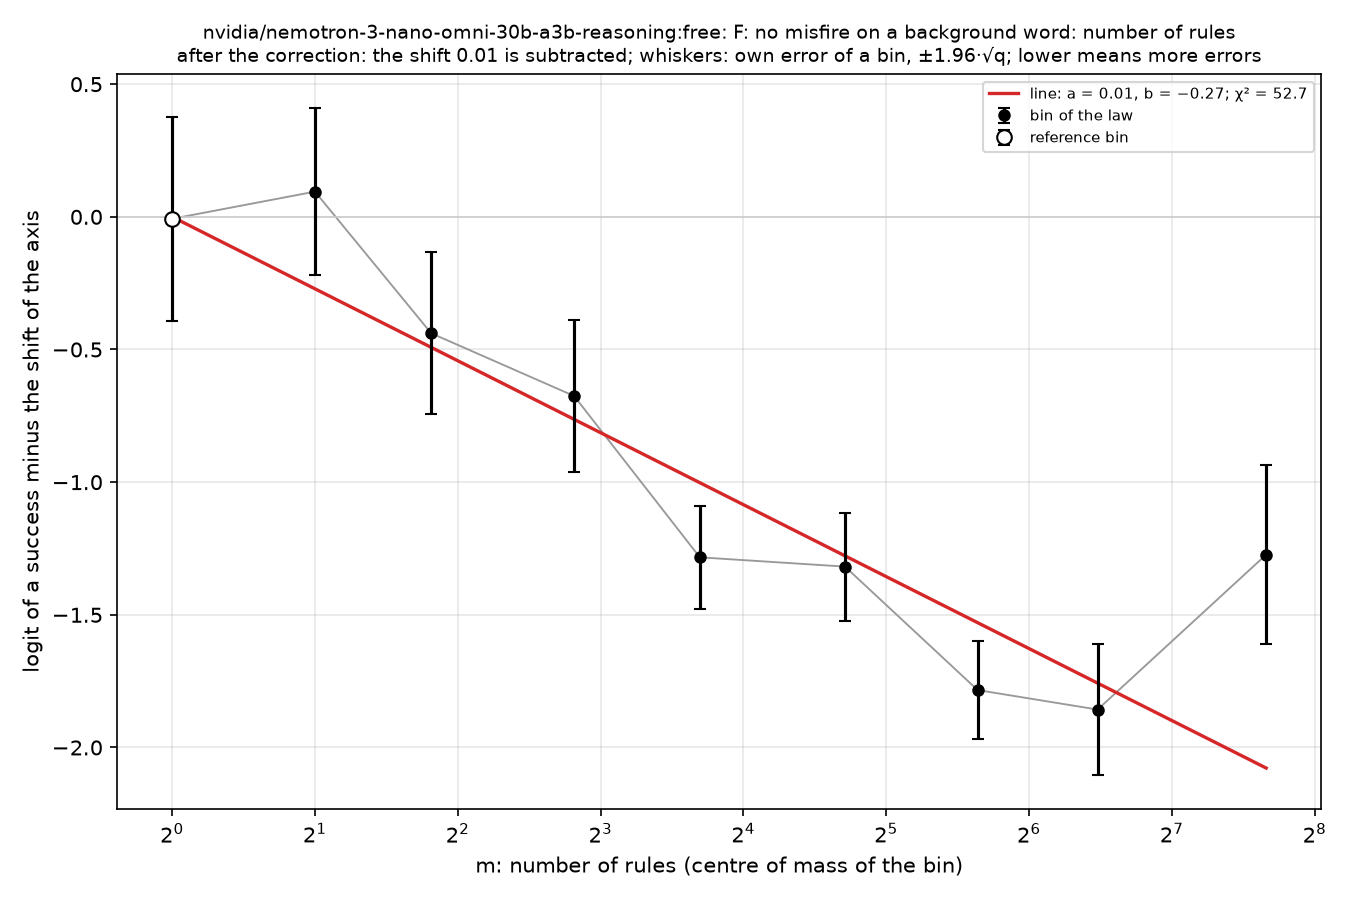 nvidia/nemotron-3-nano-omni-30b-a3b-reasoning:free: F: no misfire on a background word: number of rules
after the correction: the shift 0.01 is subtracted; whiskers: own error of a bin, ±1.96·√q; lower means more errors
line: a = 0.01, b = −0.27; χ² = 52.7
bin of the law
reference bin
logit of a success minus the shift of the axis
0.5
0.0
−0.5
−1.0
−1.5
−2.0
2⁰ 2¹ 2² 2³ 2⁴ 2⁵ 2⁶ 2⁷ 2⁸
m: number of rules (centre of mass of the bin)